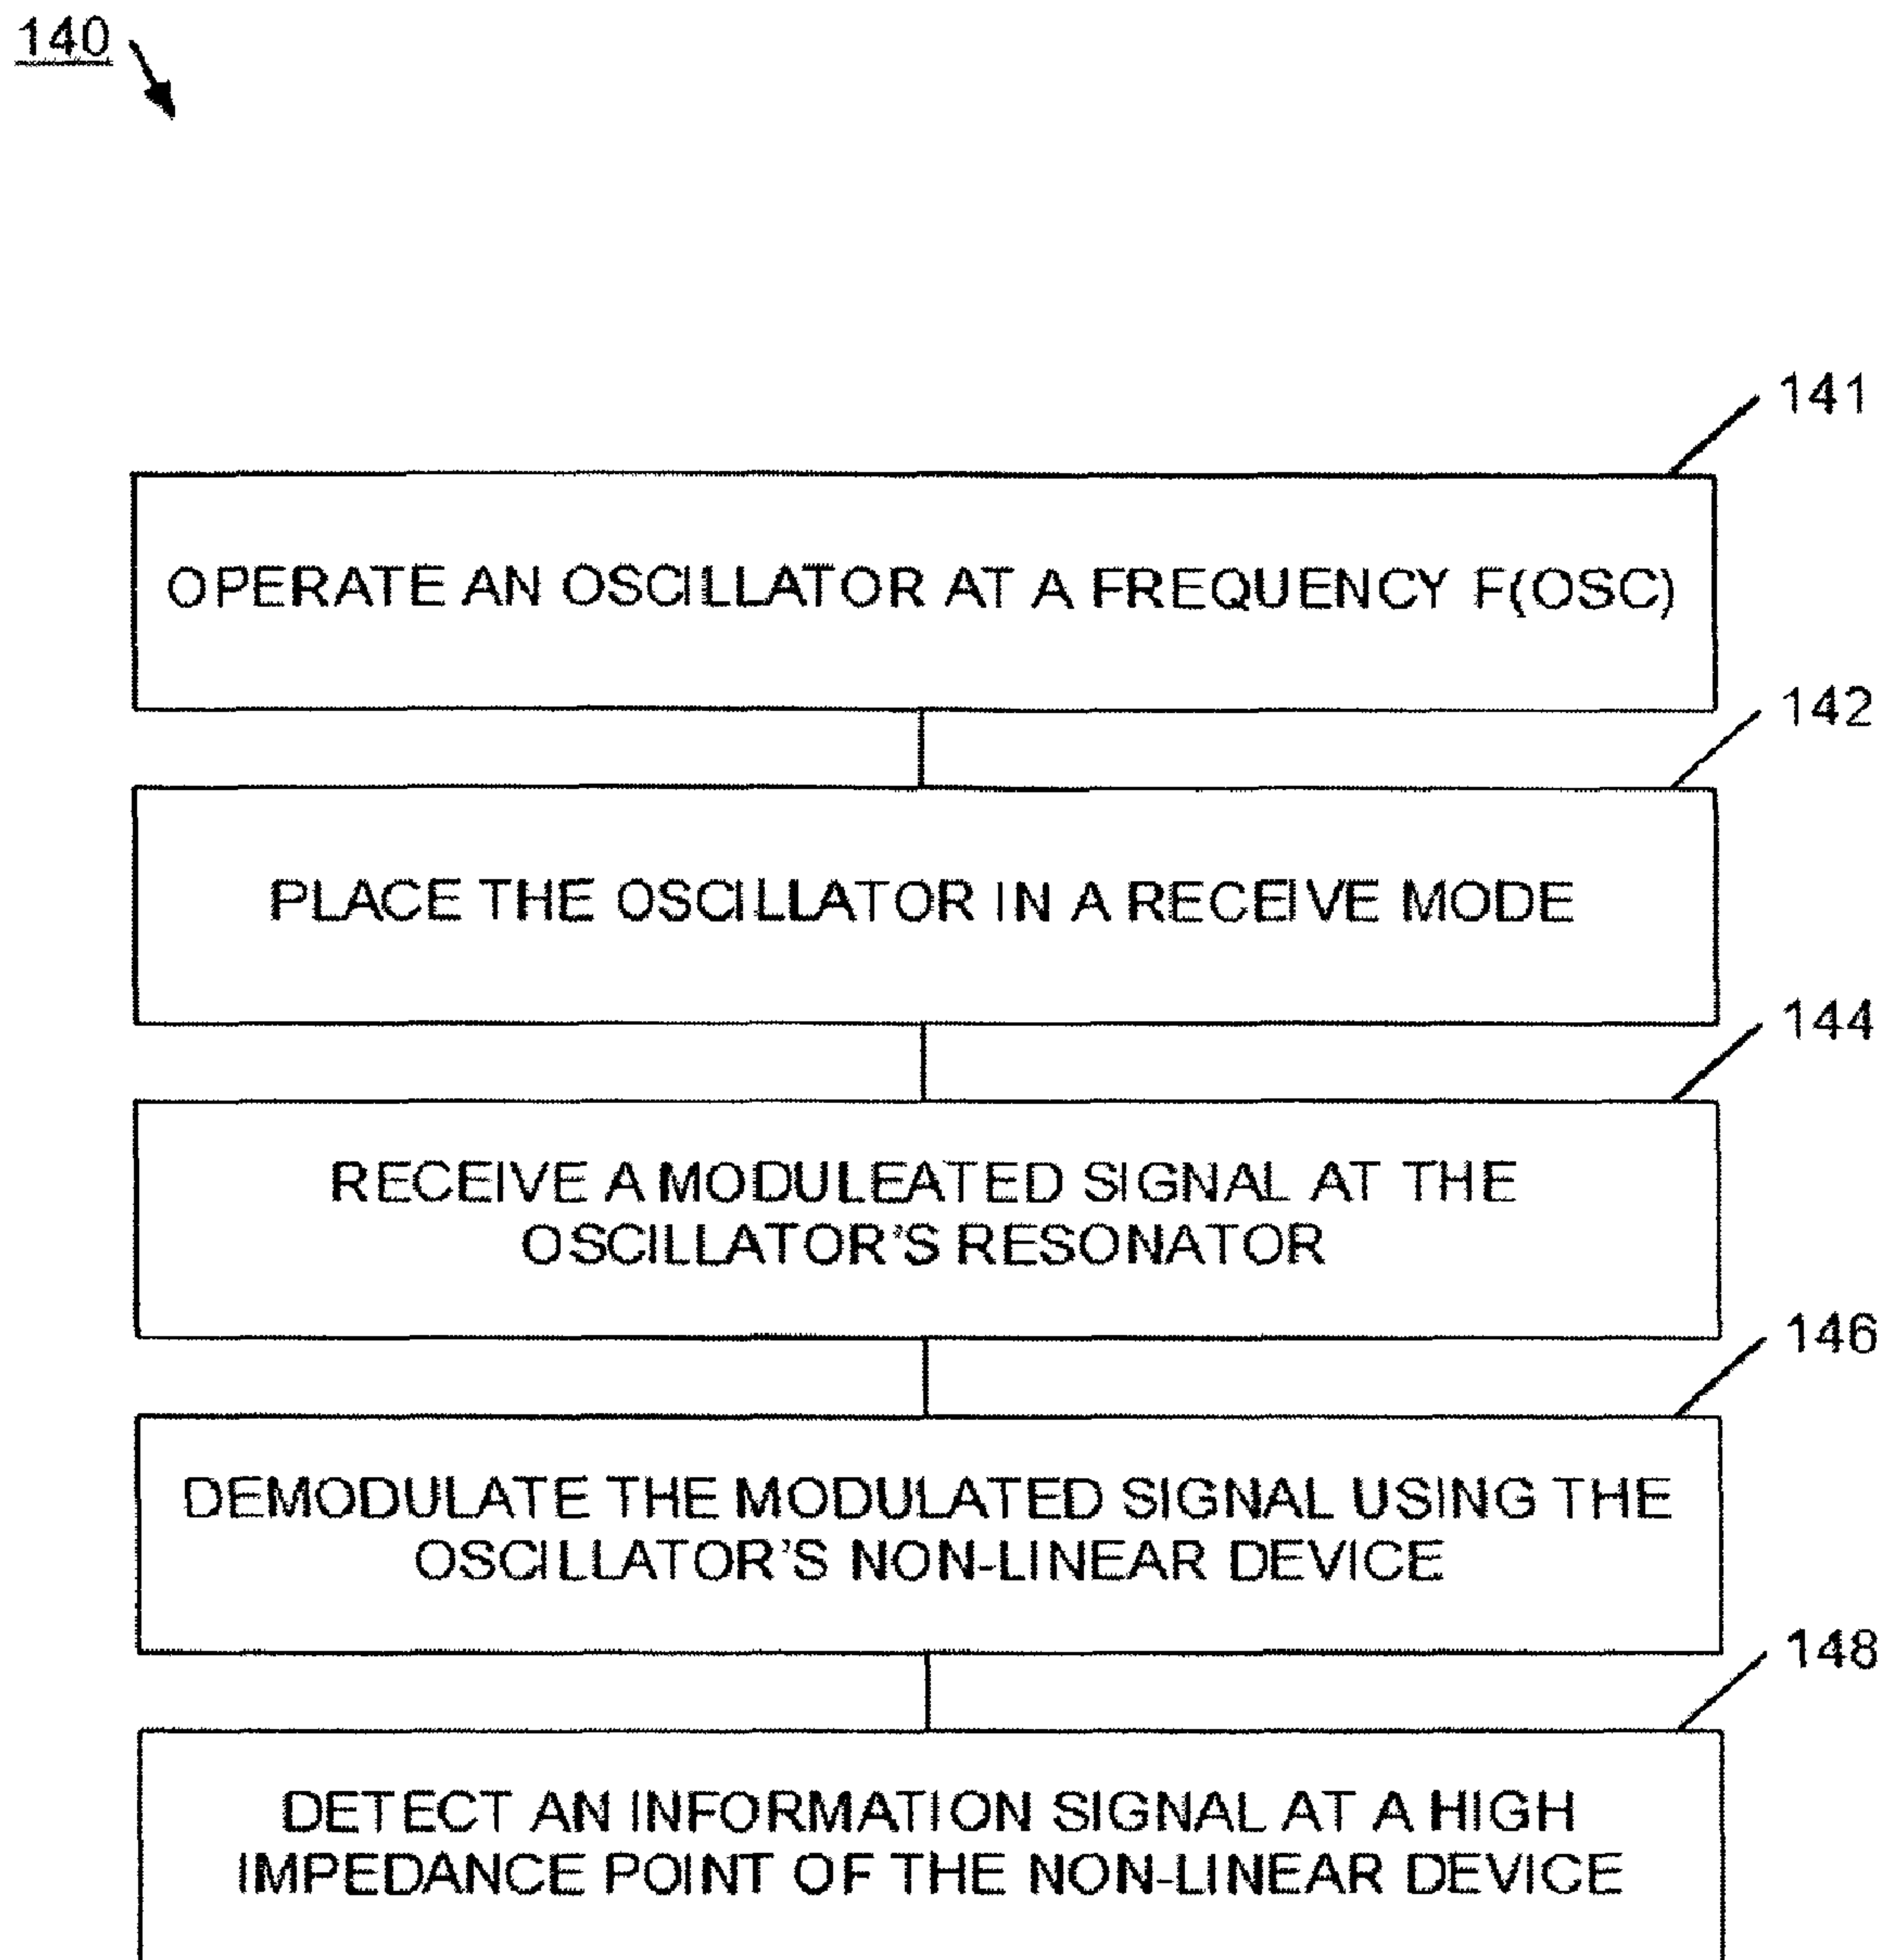 140
141
OPERATE AN OSCILLATOR AT A FREQUENCY F(OSC)
142
PLACE THE OSCILLATOR IN A RECEIVE MODE
144
RECEIVE A MODULEATED SIGNAL AT THE
OSCILLATOR'S RESONATOR
146
DEMODULATE THE MODULATED SIGNAL USING THE
OSCILLATOR'S NON-LINEAR DEVICE
148
DETECT AN INFORMATION SIGNAL AT A HIGH
IMPEDANCE POINT OF THE NON-LINEAR DEVICE